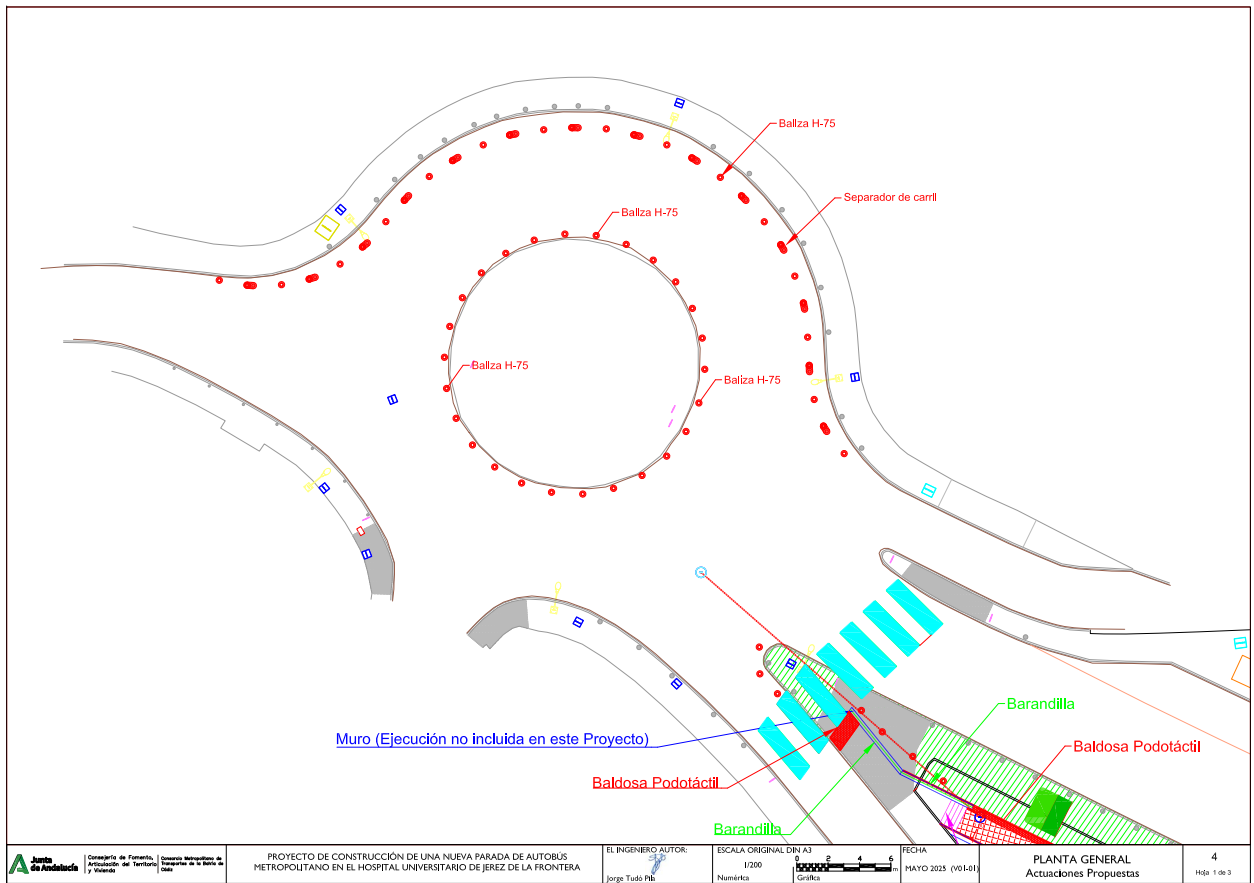 Baliza H-75
Separador de carril
Baliza H-75
Baliza H-75
Baliza H-75
Barandilla
Muro (Ejecución no incluida en este Proyecto)
Baldosa Podotáctil
Baldosa Podotáctil
Barandilla
Junta
de Andalucía
Consejería de Fomento,
Articulación del Territorio
y Vivienda
Consorcio Metropolitano de
Transportes de la Bahía de
Cádiz
PROYECTO DE CONSTRUCCIÓN DE UNA NUEVA PARADA DE AUTOBÚS
METROPOLITANO EN EL HOSPITAL UNIVERSITARIO DE JEREZ DE LA FRONTERA
EL INGENIERO AUTOR:
Jorge Tudó Pla
ESCALA ORIGINAL DIN A3
1/200
Numérica
0 2 4 6
m
Gráfica
FECHA
MAYO 2025 (V01.01)
PLANTA GENERAL
Actuaciones Propuestas
4
Hoja 1 de 3